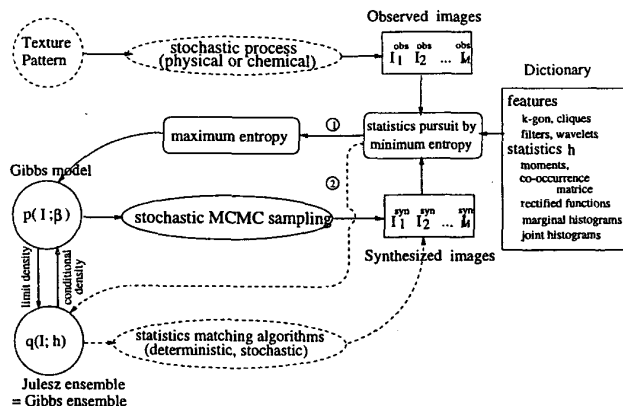 Observed images
Texture
Pattern
stochastic process
(physical or chemical)
I₁ᵒᵇˢ I₂ᵒᵇˢ ... I_Mᵒᵇˢ
Dictionary
features
k-gon, cliques
filters, wavelets
statistics h
moments,
co-occurrence
matrice
rectified functions
marginal histograms
joint histograms
①
maximum entropy
statistics pursuit by
minimum entropy
Gibbs model
②
p( I ;β)
stochastic MCMC sampling
I₁ˢʸⁿ I₂ˢʸⁿ ... I_Mˢʸⁿ
Synthesized images
limit density
conditional
density
q(I; h)
statistics matching algorithms
(deterministic, stochastic)
Julesz ensemble
= Gibbs ensemble